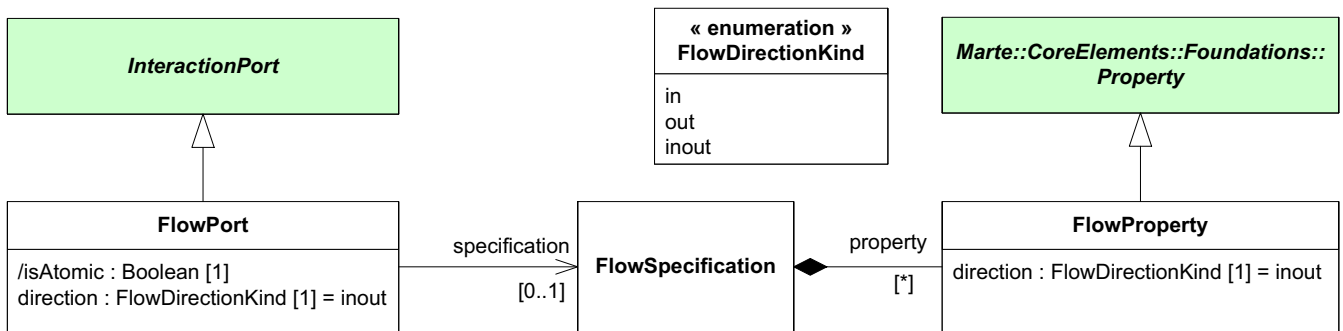 InteractionPort
« enumeration »
FlowDirectionKind
in
out
inout
Marte::CoreElements::Foundations::
Property
FlowPort
/isAtomic : Boolean [1]
direction : FlowDirectionKind [1] = inout
specification
[0..1]
FlowSpecification
property
[*]
FlowProperty
direction : FlowDirectionKind [1] = inout